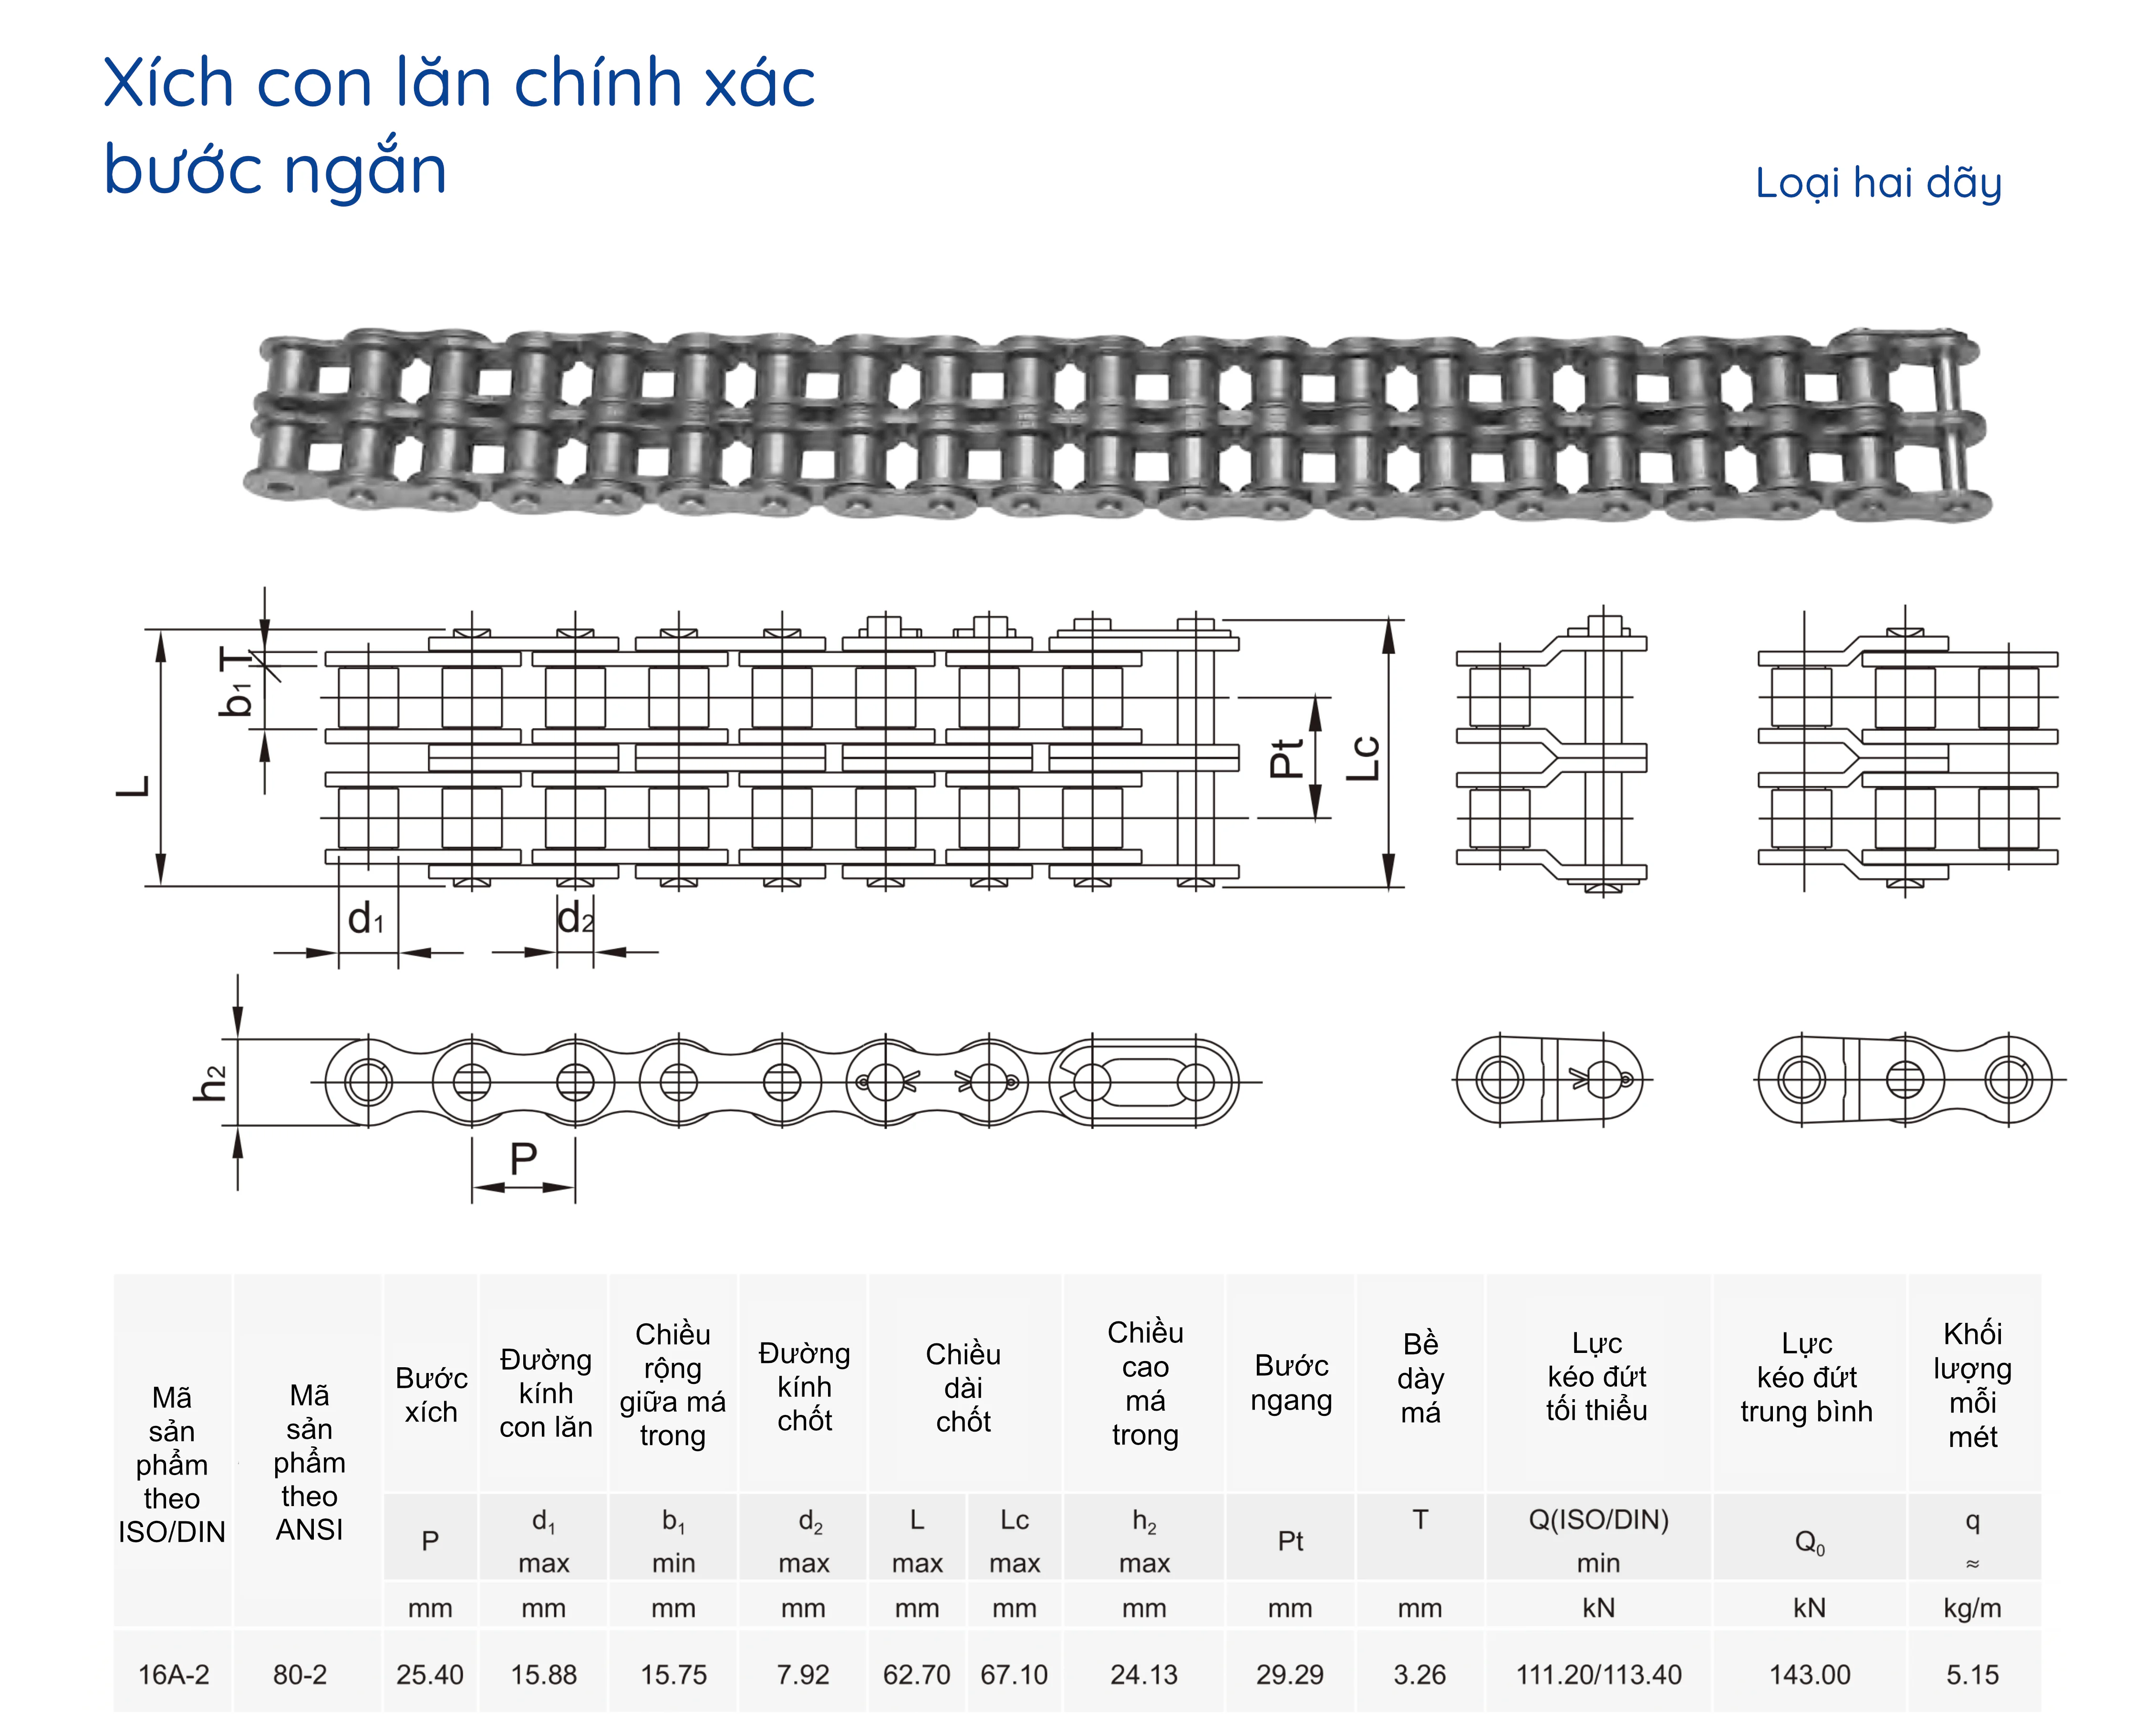 Xích con lăn chính xác
bước ngắn
Loại hai dãy
T
b1
L
Pt
Lc
d1
d2
h2
P
Mã
sản
phẩm
theo
ISO/DIN
Mã
sản
phẩm
theo
ANSI
Bước
xích
Đường
kính
con lăn
Chiều
rộng
giữa má
trong
Đường
kính
chốt
Chiều
dài
chốt
Chiều
cao
má
trong
Bước
ngang
Bề
dày
má
Lực
kéo đứt
tối thiểu
Lực
kéo đứt
trung bình
Khối
lượng
mỗi
mét
P
d1
max
b1
min
d2
max
L
max
Lc
max
h2
max
Pt
T
Q(ISO/DIN)
min
Q0
q
≈
mm mm mm mm mm mm mm mm mm kN kN kg/m
16A-2 80-2 25.40 15.88 15.75 7.92 62.70 67.10 24.13 29.29 3.26 111.20/113.40 143.00 5.15